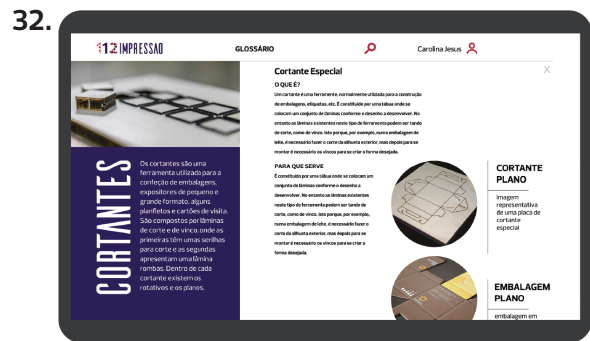 32.
112 IMPRESSAO
GLOSSÁRIO
Carolina Jesus
X
CORTANTES
Os cortantes são uma
ferramenta utilizada para a
confeção de embalagens,
expositores de pequeno e
grande formato, alguns
planfletos e cartões de visita.
São compostos por lâminas
de corte e de vinco, onde as
primeiras têm umas serilhas
para corte e as segundas
apresentam uma lâmina
rombas. Dentro de cada
cortante existem os
rotativos e os planos.
Cortante Especial
O QUE É?
Um cortante é uma ferramente, normalmente utilizada para a construção
de embalagens, etiquetas, etc. É constituído por uma tábua onde se
colocam um conjunto de lâminas conforme o desenho a desenvolver. No
entanto as lâminas existentes neste tipo de ferramenta podem ser tando
de corte, como de vinco. Isto porque, por exemplo, numa embalagem de
leite, é necessário fazer o corte da silhueta exterior, mas depois para se
montar é necessário os vincos para se criar a forma desejada.
PARA QUE SERVE
É constituído por uma tábua onde se colocam um
conjunto de lâminas conforme o desenho a
desenvolver. No entanto as lâminas existentes
neste tipo de ferramenta podem ser tando de
corte, como de vinco. Isto porque, por exemplo,
numa embalagem de leite, é necessário fazer o
corte da silhueta exterior, mas depois para se
montar é necessário os vincos para se criar a
forma desejada.
CORTANTE
PLANO
Imagem
representativa
de uma placa de
cortante
especial
EMBALAGEM
PLANO
embalagem em